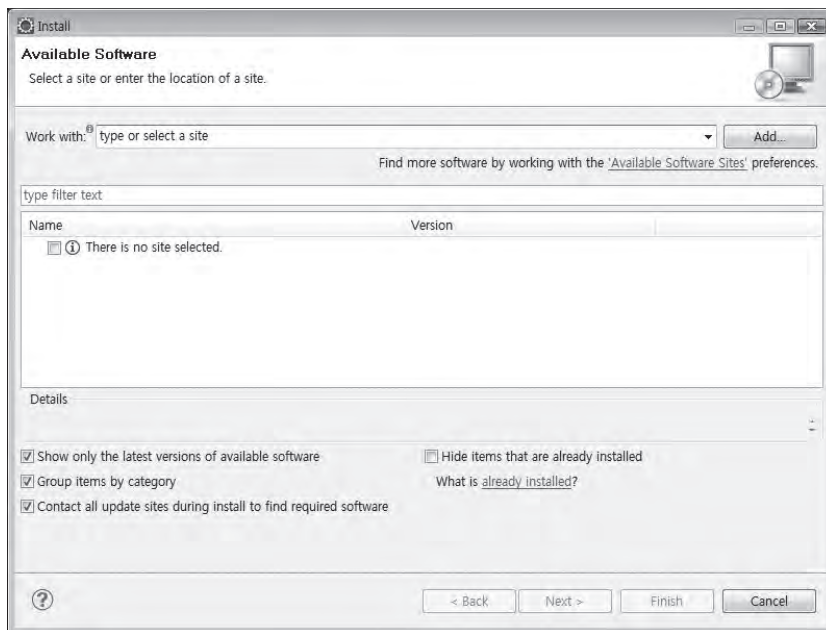 Install
Available Software
Select a site or enter the location of a site.
Work with: type or select a site Add...
Find more software by working with the 'Available Software Sites' preferences.
type filter text
Name Version
There is no site selected.
Details
Show only the latest versions of available software Hide items that are already installed
Group items by category What is already installed?
Contact all update sites during install to find required software
< Back Next > Finish Cancel